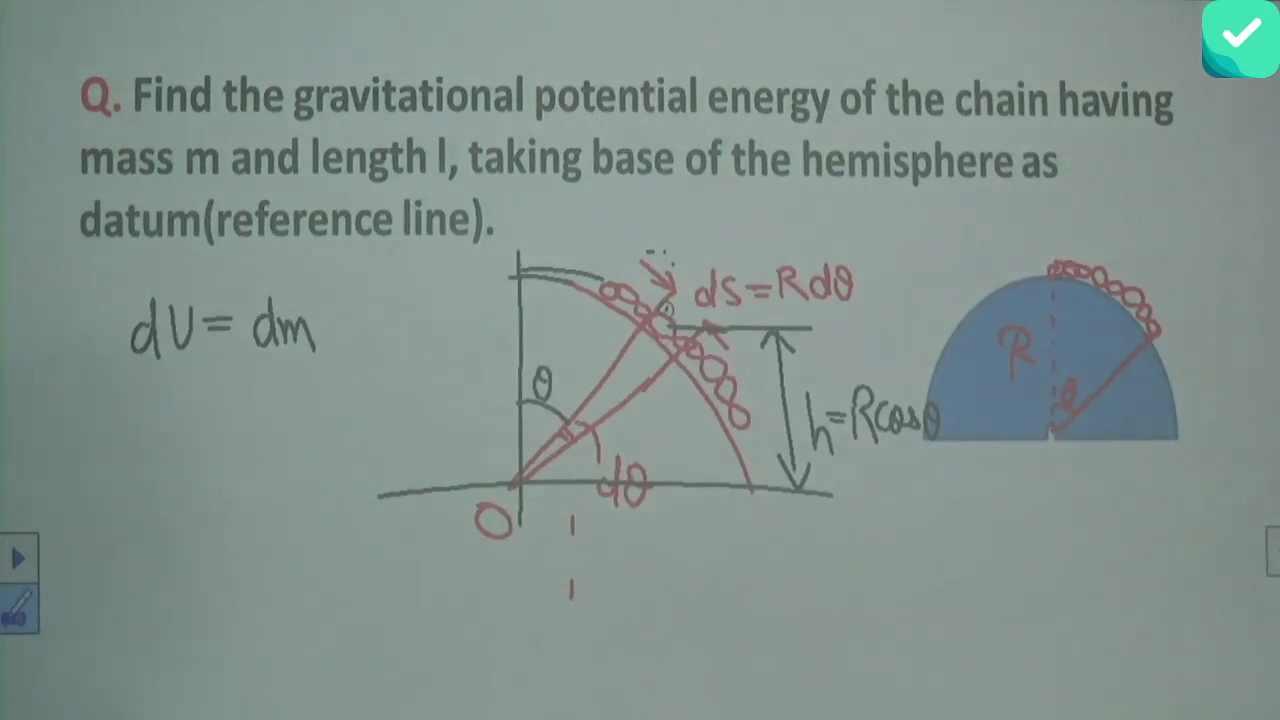 Q. Find the gravitational potential energy of the chain having
mass m and length l, taking base of the hemisphere as
datum(reference line).
dU = dm
ds = Rdθ
θ
h = Rcosθ
dθ
O
R
θ